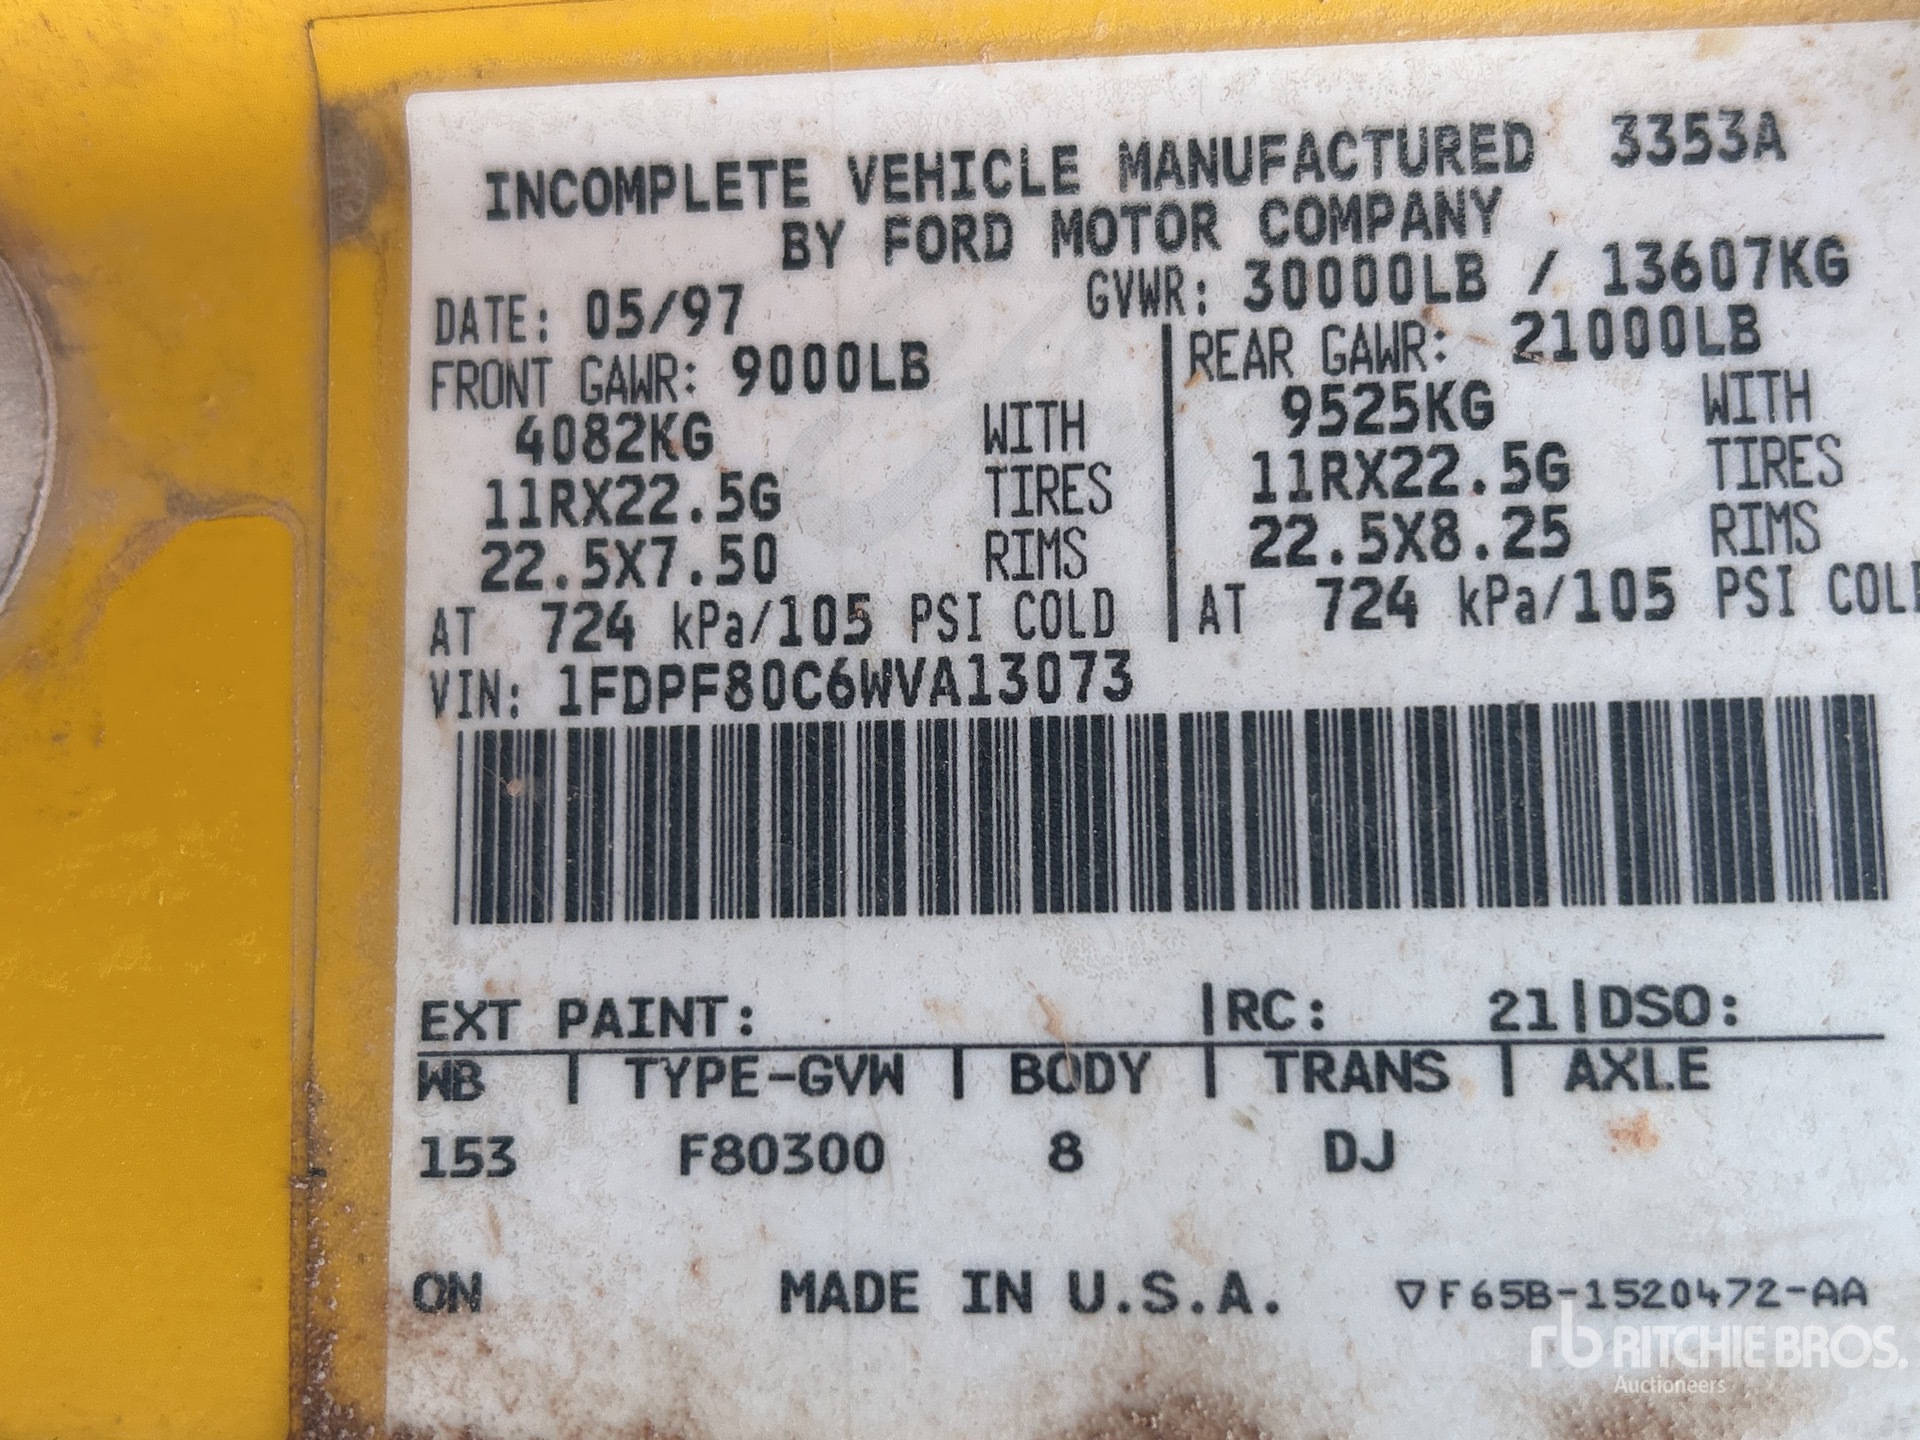 INCOMPLETE VEHICLE MANUFACTURED 3353A
BY FORD MOTOR COMPANY
DATE: 05/97 GVWR: 30000LB / 13607KG
FRONT GAWR: 9000LB
4082KG WITH
11RX22.5G TIRES
22.5X7.50 RIMS
AT 724 kPa/105 PSI COLD
REAR GAWR: 21000LB
9525KG WITH
11RX22.5G TIRES
22.5X8.25 RIMS
AT 724 kPa/105 PSI COLD
VIN: 1FDPF80C6WVA13073
EXT PAINT: |RC: 21|DSO:
WB | TYPE-GVW | BODY | TRANS | AXLE
153 F80300 8 DJ
ON MADE IN U.S.A. ▽F65B-1520472-AA
rb RITCHIE BROS.
Auctioneers